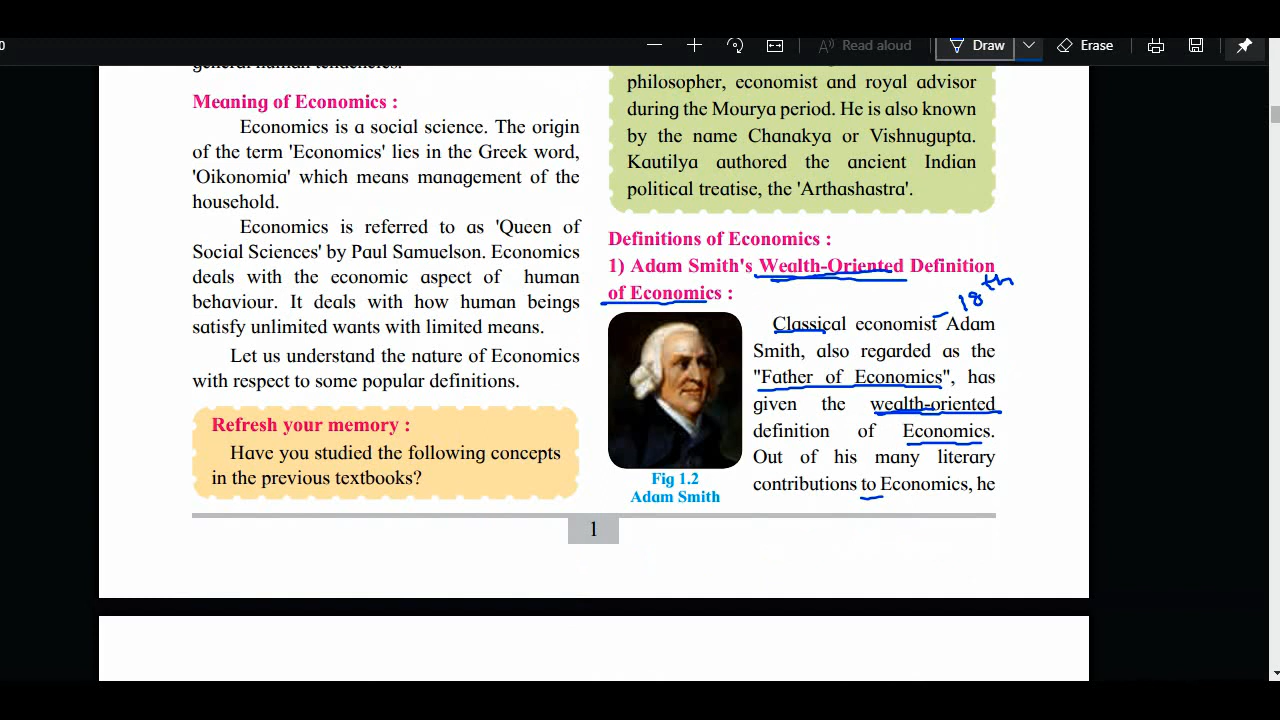 0
Read aloud
Draw
Erase
general human tendencies.
Meaning of Economics :
Economics is a social science. The origin
of the term 'Economics' lies in the Greek word,
'Oikonomia' which means management of the
household.
Economics is referred to as 'Queen of
Social Sciences' by Paul Samuelson. Economics
deals with the economic aspect of human
behaviour. It deals with how human beings
satisfy unlimited wants with limited means.
Let us understand the nature of Economics
with respect to some popular definitions.
Refresh your memory :
Have you studied the following concepts
in the previous textbooks?
philosopher, economist and royal advisor
during the Mourya period. He is also known
by the name Chanakya or Vishnugupta.
Kautilya authored the ancient Indian
political treatise, the 'Arthashastra'.
Definitions of Economics :
1) Adam Smith's Wealth-Oriented Definition
of Economics :
18th
Classical economist Adam
Smith, also regarded as the
"Father of Economics", has
given the wealth-oriented
definition of Economics.
Out of his many literary
contributions to Economics, he
Fig 1.2
Adam Smith
1